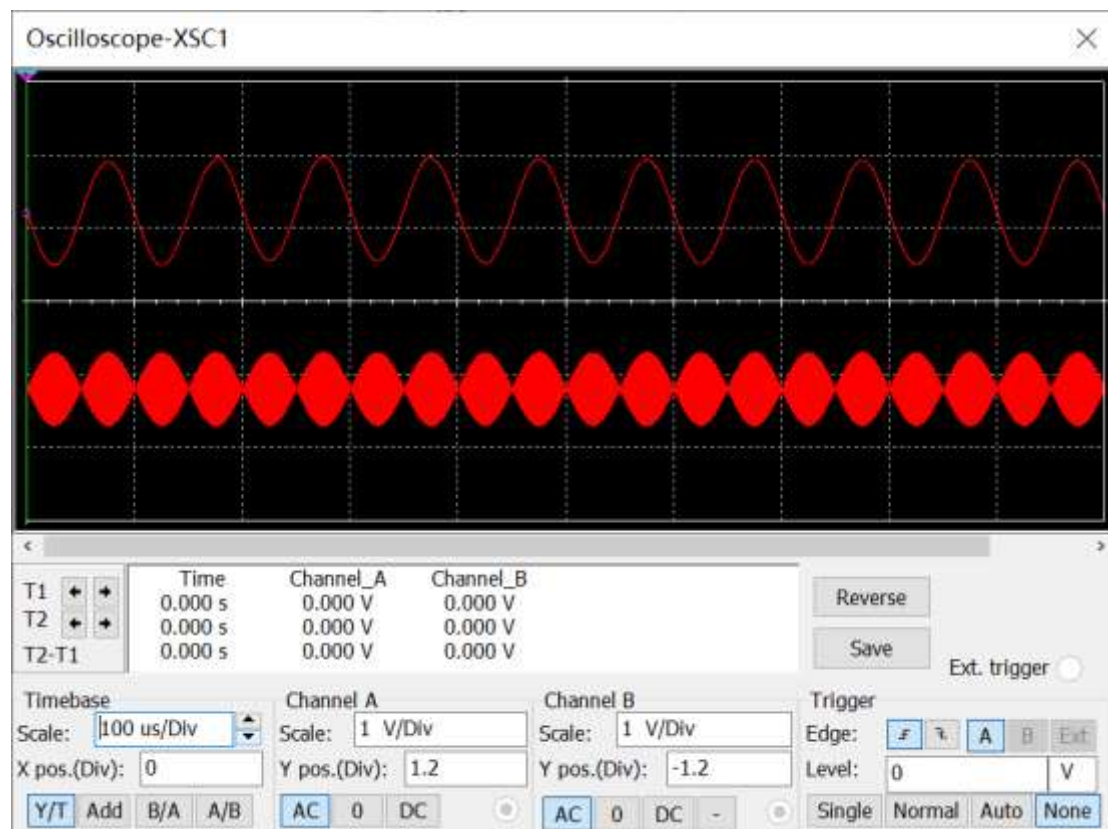 Oscilloscope-XSC1
Time Channel_A Channel_B
T1 0.000 s 0.000 V 0.000 V
T2 0.000 s 0.000 V 0.000 V
T2-T1 0.000 s 0.000 V 0.000 V
Reverse
Save
Ext. trigger
Timebase
Scale: 100 us/Div
X pos.(Div): 0
Y/T Add B/A A/B
Channel A
Scale: 1 V/Div
Y pos.(Div): 1.2
AC 0 DC
Channel B
Scale: 1 V/Div
Y pos.(Div): -1.2
AC 0 DC -
Trigger
Edge: A B Ext
Level: 0 V
Single Normal Auto None